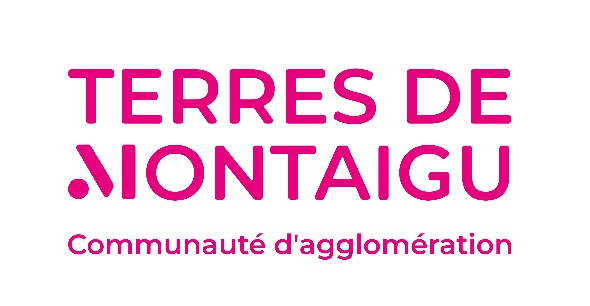 TERRES DE
MONTAIGU
Communauté d'agglomération